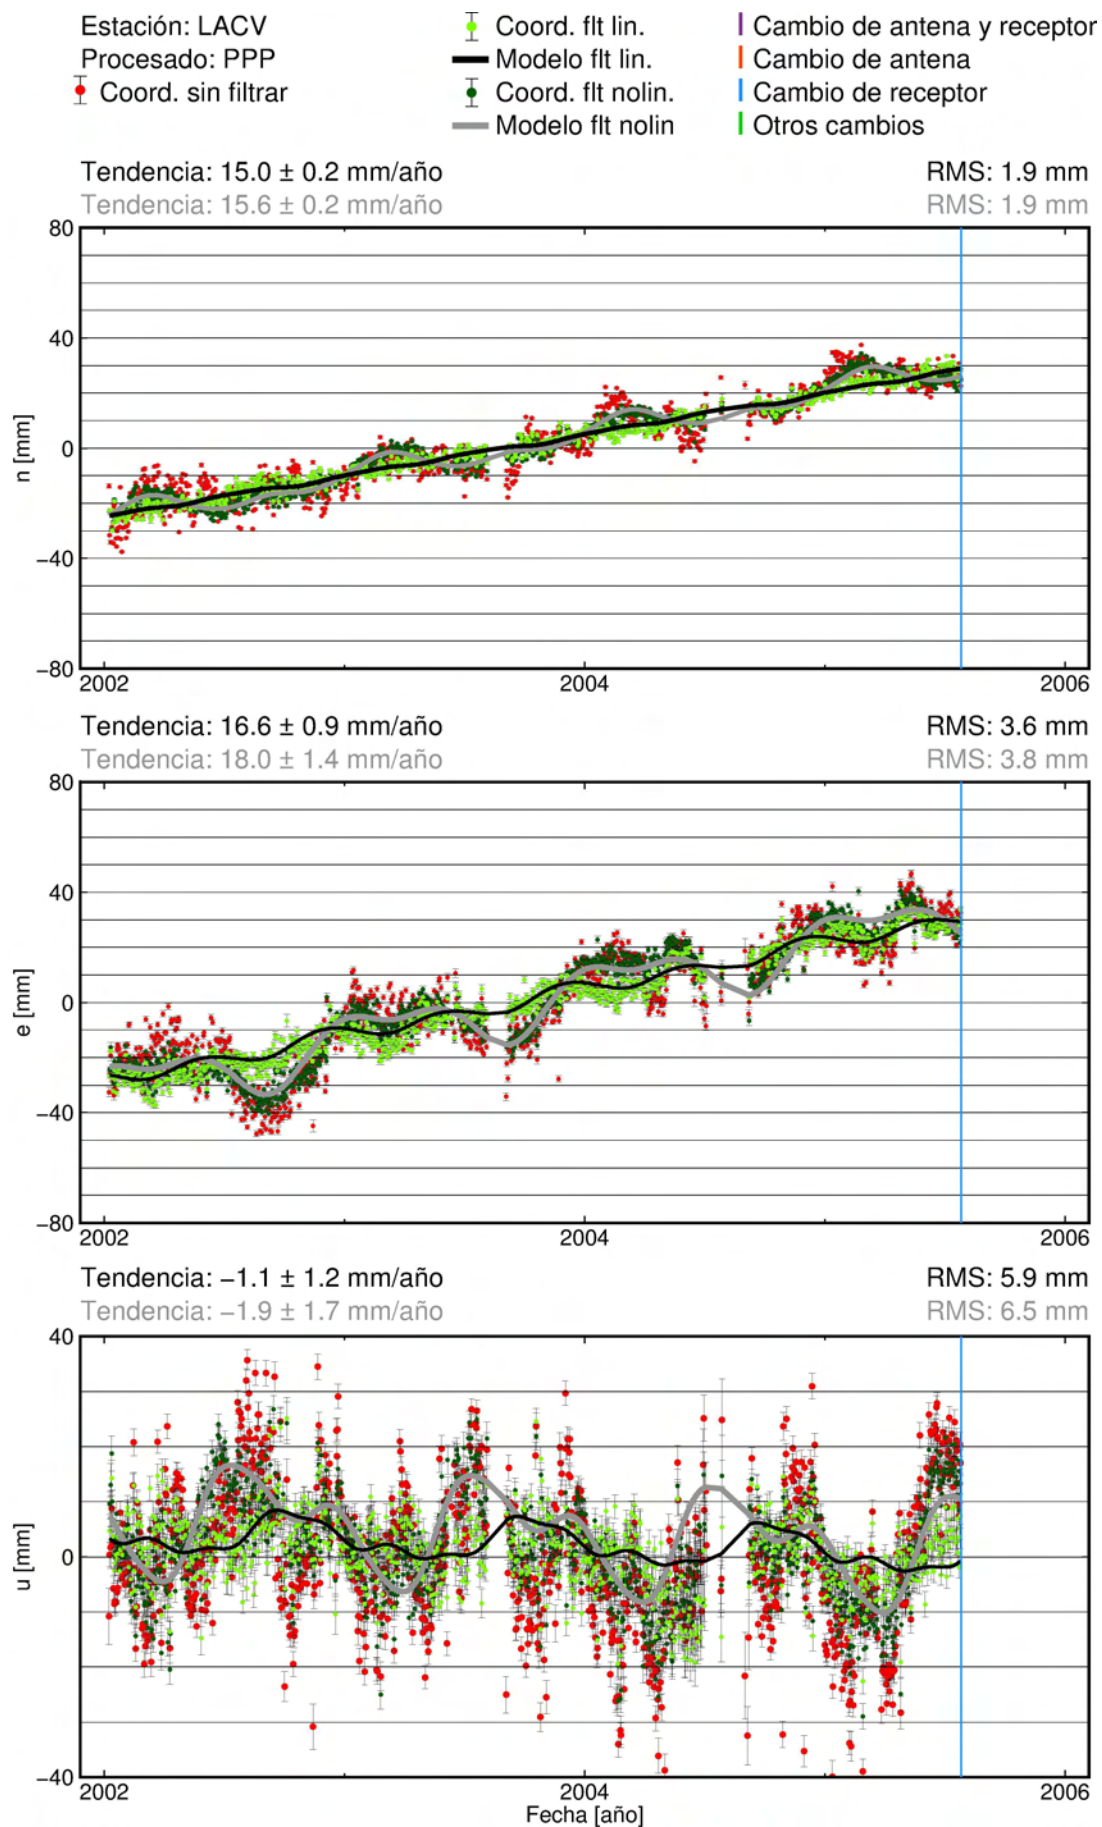 Estación: LACV
Procesado: PPP
Coord. sin filtrar
Coord. flt lin.
Modelo flt lin.
Coord. flt nolin.
Modelo flt nolin
Cambio de antena y receptor
Cambio de antena
Cambio de receptor
Otros cambios
Tendencia: 15.0 ± 0.2 mm/año RMS: 1.9 mm
Tendencia: 15.6 ± 0.2 mm/año RMS: 1.9 mm
80
40
0
−40
−80
n [mm]
2002 2004 2006
Tendencia: 16.6 ± 0.9 mm/año RMS: 3.6 mm
Tendencia: 18.0 ± 1.4 mm/año RMS: 3.8 mm
80
40
0
−40
−80
e [mm]
2002 2004 2006
Tendencia: −1.1 ± 1.2 mm/año RMS: 5.9 mm
Tendencia: −1.9 ± 1.7 mm/año RMS: 6.5 mm
40
0
−40
u [mm]
2002 2004 2006
Fecha [año]